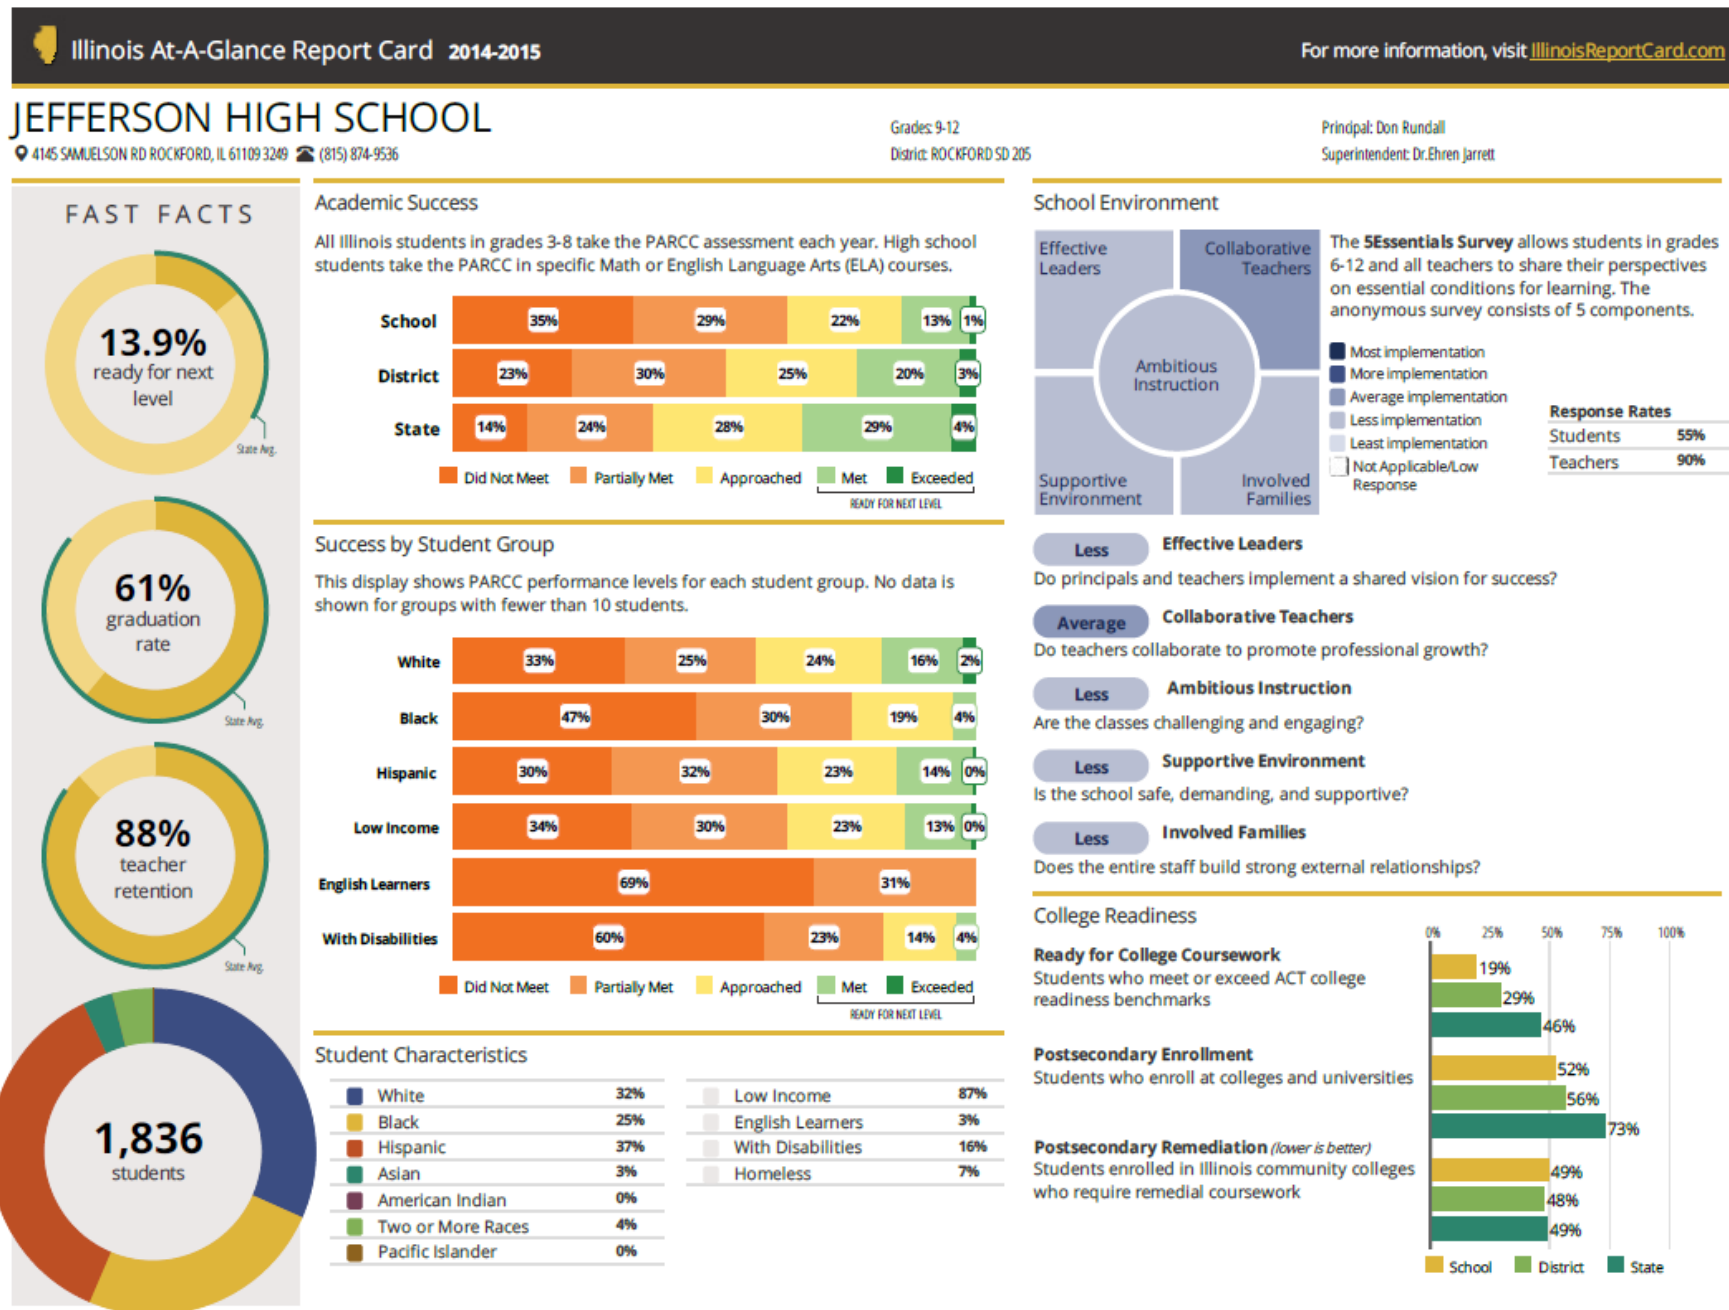 Illinois At-A-Glance Report Card 2014-2015
For more information, visit IllinoisReportCard.com
JEFFERSON HIGH SCHOOL
4145 SAMUELSON RD ROCKFORD, IL 61109 3249 (815) 874-9536
Grades: 9-12
District: ROCKFORD SD 205
Principal: Don Rundall
Superintendent: Dr.Ehren Jarrett
FAST FACTS
13.9%
ready for next
level
State Avg.
61%
graduation
rate
State Avg.
88%
teacher
retention
State Avg.
1,836
students
Academic Success
All Illinois students in grades 3-8 take the PARCC assessment each year. High school
students take the PARCC in specific Math or English Language Arts (ELA) courses.
School 35% 29% 22% 13% 1%
District 23% 30% 25% 20% 3%
State 14% 24% 28% 29% 4%
Did Not Meet Partially Met Approached Met Exceeded
READY FOR NEXT LEVEL
Success by Student Group
This display shows PARCC performance levels for each student group. No data is
shown for groups with fewer than 10 students.
White 33% 25% 24% 16% 2%
Black 47% 30% 19% 4%
Hispanic 30% 32% 23% 14% 0%
Low Income 34% 30% 23% 13% 0%
English Learners 69% 31%
With Disabilities 60% 23% 14% 4%
Did Not Meet Partially Met Approached Met Exceeded
READY FOR NEXT LEVEL
Student Characteristics
White 32%
Black 25%
Hispanic 37%
Asian 3%
American Indian 0%
Two or More Races 4%
Pacific Islander 0%
Low Income 87%
English Learners 3%
With Disabilities 16%
Homeless 7%
School Environment
Effective
Leaders
Collaborative
Teachers
Ambitious
Instruction
Supportive
Environment
Involved
Families
The 5Essentials Survey allows students in grades
6-12 and all teachers to share their perspectives
on essential conditions for learning. The
anonymous survey consists of 5 components.
Most implementation
More implementation
Average implementation
Less implementation
Least implementation
Not Applicable/Low
Response
Response Rates
Students 55%
Teachers 90%
Less Effective Leaders
Do principals and teachers implement a shared vision for success?
Average Collaborative Teachers
Do teachers collaborate to promote professional growth?
Less Ambitious Instruction
Are the classes challenging and engaging?
Less Supportive Environment
Is the school safe, demanding, and supportive?
Less Involved Families
Does the entire staff build strong external relationships?
College Readiness
0% 25% 50% 75% 100%
Ready for College Coursework
Students who meet or exceed ACT college
readiness benchmarks
19%
29%
46%
Postsecondary Enrollment
Students who enroll at colleges and universities
52%
56%
73%
Postsecondary Remediation (lower is better)
Students enrolled in Illinois community colleges
who require remedial coursework
49%
48%
49%
School District State